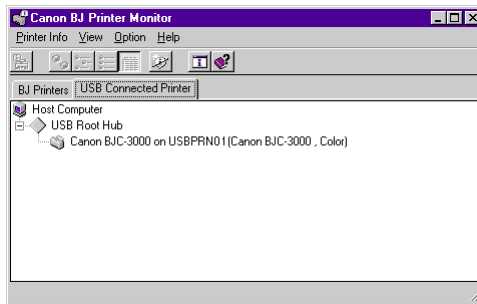 Canon BJ Printer Monitor
Printer Info View Option Help
BJ Printers USB Connected Printer
Host Computer
USB Root Hub
Canon BJC-3000 on USBPRN01(Canon BJC-3000 , Color)